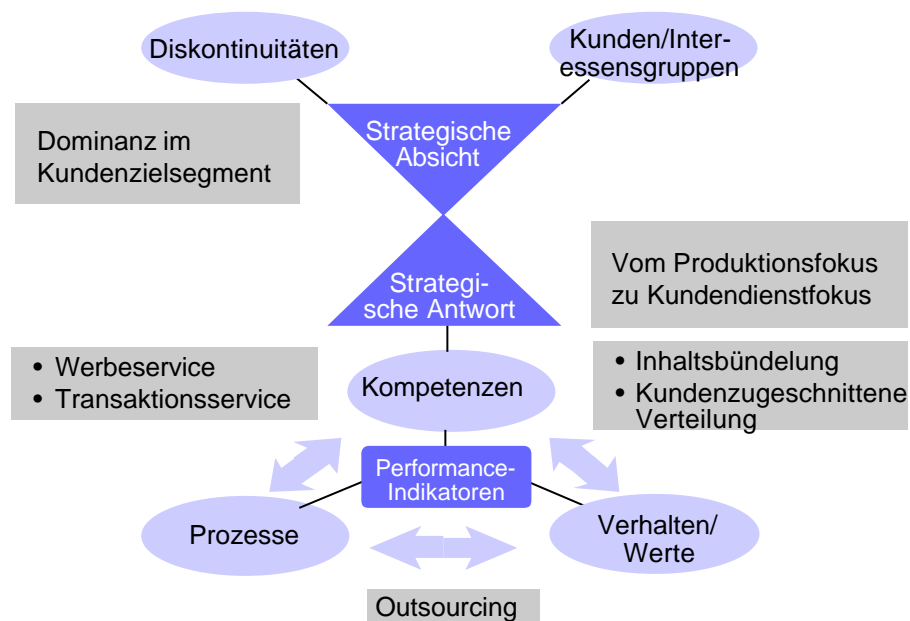 Diskontinuitäten
Kunden/Inter-
essensgruppen
Strategische
Absicht
Dominanz im
Kundenzielsegment
Strategi-
sche Antwort
Vom Produktionsfokus
zu Kundendienstfokus
• Werbeservice
• Transaktionsservice
Kompetenzen
• Inhaltsbündelung
• Kundenzugeschnittene
Verteilung
Performance-
Indikatoren
Prozesse
Verhalten/
Werte
Outsourcing